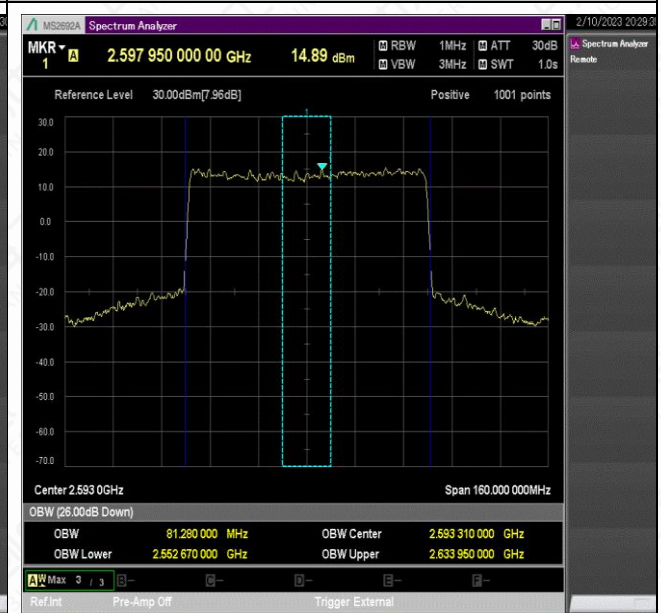 MS2692A Spectrum Analyzer
2/10/2023 20:29:3
MKR 1 A 2.597 950 000 00 GHz 14.89 dBm M RBW 1MHz M ATT 30dB
M VBW 3MHz M SWT 1.0s
Spectrum Analyzer
Remote
Reference Level 30.00dBm[7.96dB] Positive 1001 points
1
30.0
20.0
10.0
0.0
-10.0
-20.0
-30.0
-40.0
-50.0
-60.0
-70.0
Center 2.593 0GHz Span 160.000 000MHz
OBW (26.00dB Down)
OBW 81.280 000 MHz OBW Center 2.593 310 000 GHz
OBW Lower 2.552 670 000 GHz OBW Upper 2.633 950 000 GHz
A W Max 3 / 3 B- C- D- E- F-
Ref.Int Pre-Amp Off Trigger External